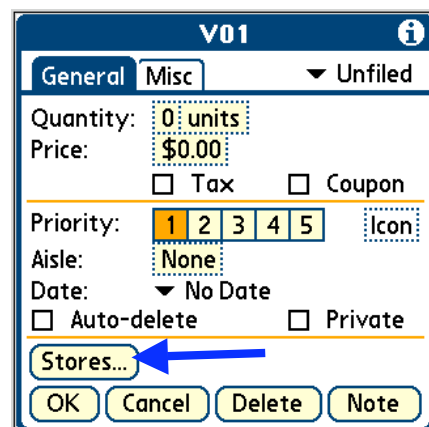 V01
General Misc Unfiled
Quantity: 0 units
Price: $0.00
Tax Coupon
Priority: 1 2 3 4 5 Icon
Aisle: None
Date: No Date
Auto-delete Private
Stores...
OK Cancel Delete Note